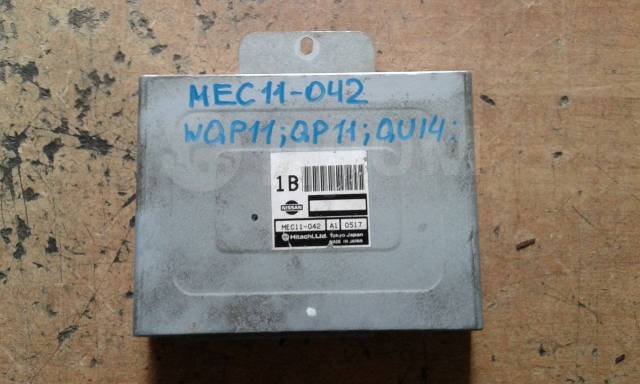 MEC11-042
WQP11; QP11; QU14;
1B
NISSAN
MEC11-042 A1 0517
Hitachi, Ltd. Tokyo Japan
MADE IN JAPAN